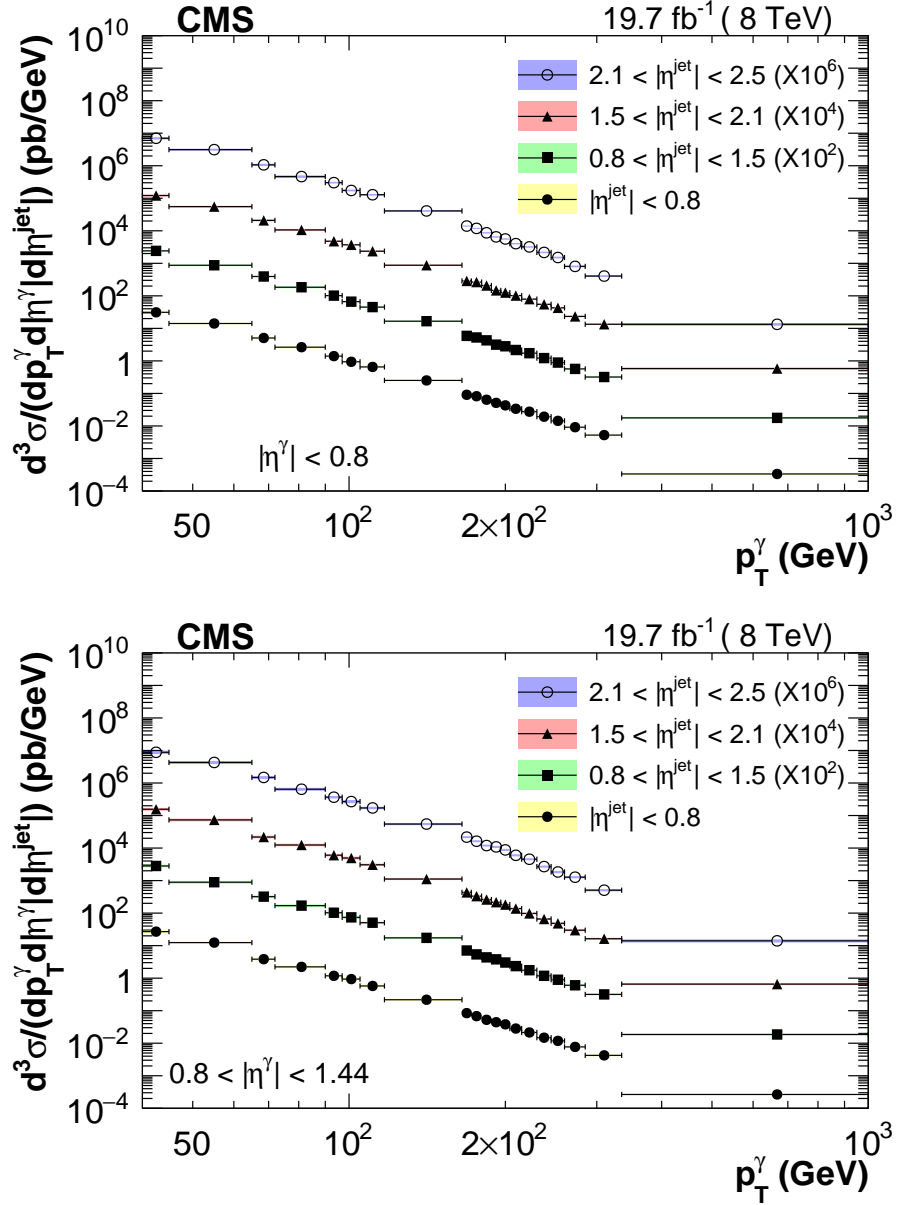 CMS 19.7 fb⁻¹ ( 8 TeV)
10¹⁰
10⁸
10⁶
10⁴
10²
1
10⁻²
10⁻⁴
d³σ/(dp_T^γ d|η^γ|d|η^jet|) (pb/GeV)
2.1 < |η^jet| < 2.5 (X10⁶)
1.5 < |η^jet| < 2.1 (X10⁴)
0.8 < |η^jet| < 1.5 (X10²)
|η^jet| < 0.8
|η^γ| < 0.8
50 10² 2×10² 10³
p_T^γ (GeV)
CMS 19.7 fb⁻¹ ( 8 TeV)
10¹⁰
10⁸
10⁶
10⁴
10²
1
10⁻²
10⁻⁴
d³σ/(dp_T^γ d|η^γ|d|η^jet|) (pb/GeV)
2.1 < |η^jet| < 2.5 (X10⁶)
1.5 < |η^jet| < 2.1 (X10⁴)
0.8 < |η^jet| < 1.5 (X10²)
|η^jet| < 0.8
0.8 < |η^γ| < 1.44
50 10² 2×10² 10³
p_T^γ (GeV)